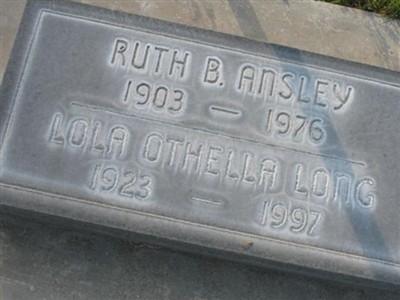 RUTH B. ANSLEY
1903 — 1976
LOLA OTHELLA LONG
1923 — 1997